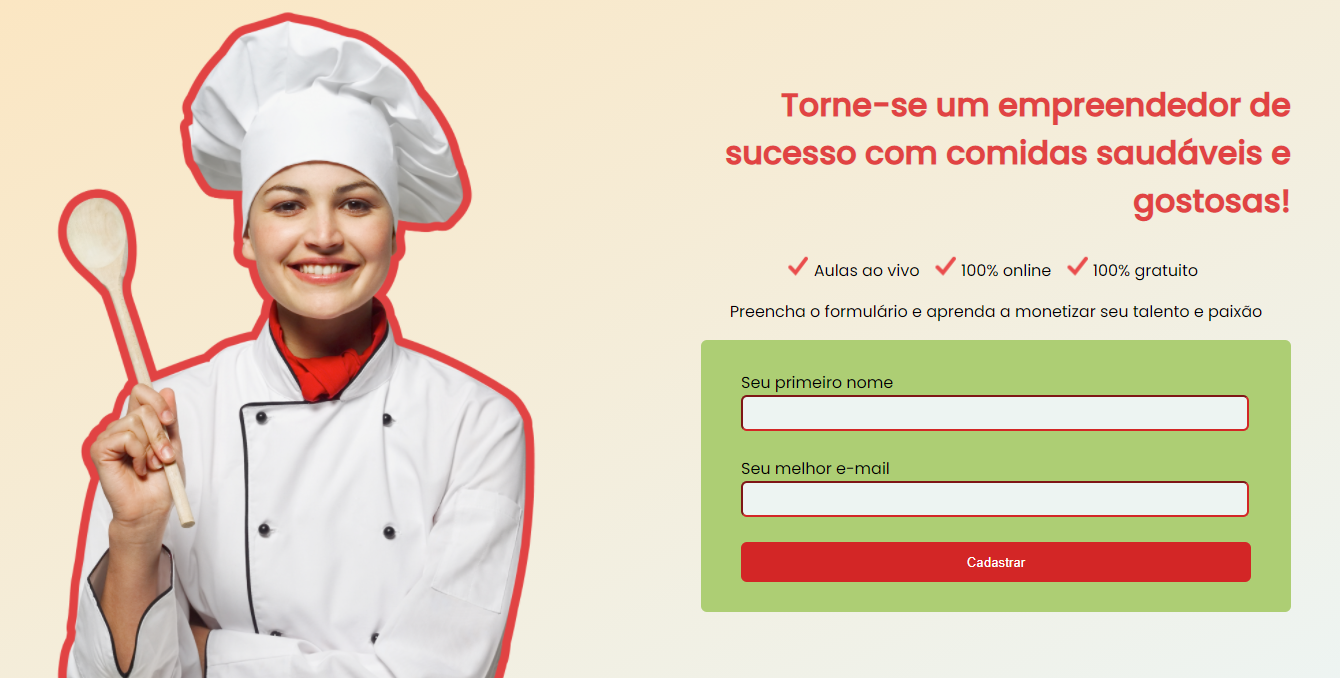 Torne-se um empreendedor de
sucesso com comidas saudáveis e
gostosas!
Aulas ao vivo 100% online 100% gratuito
Preencha o formulário e aprenda a monetizar seu talento e paixão
Seu primeiro nome
Seu melhor e-mail
Cadastrar